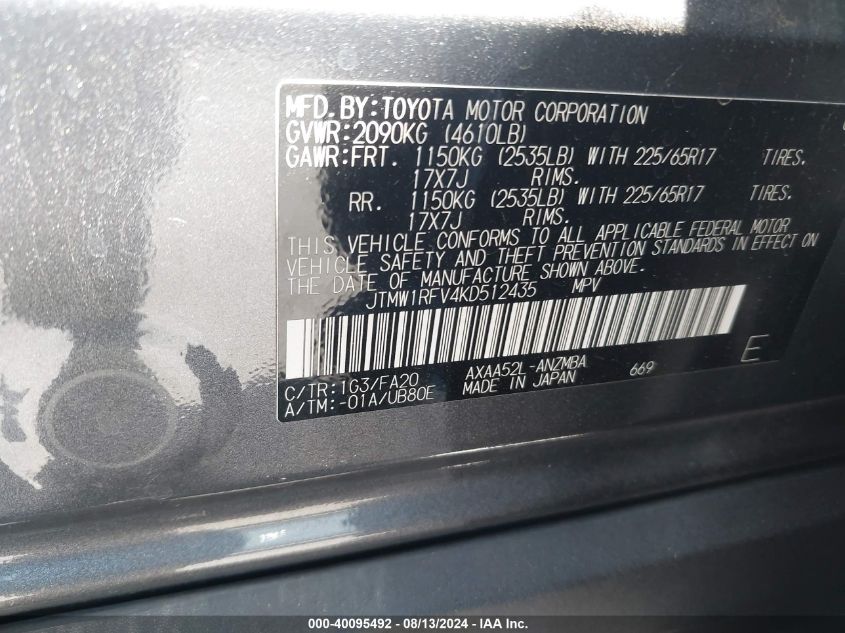 MFD. BY: TOYOTA MOTOR CORPORATION
GVWR: 2090KG (4610LB)
GAWR: FRT. 1150KG (2535LB) WITH 225/65R17 TIRES.
17X7J RIMS.
RR. 1150KG (2535LB) WITH 225/65R17 TIRES.
17X7J RIMS.
THIS VEHICLE CONFORMS TO ALL APPLICABLE FEDERAL MOTOR
VEHICLE SAFETY AND THEFT PREVENTION STANDARDS IN EFFECT ON
THE DATE OF MANUFACTURE SHOWN ABOVE.
JTMW1RFV4KD512435 MPV
C/TR: 1G3/FA20 AXAA52L-ANZMBA 669 E
A/TM: -01A/UB80E MADE IN JAPAN
000-40095492 - 08/13/2024 - IAAI - COPART, INC.